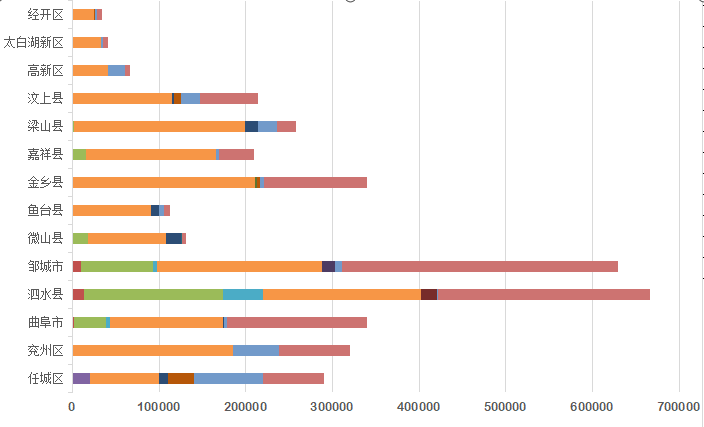 经开区
太白湖新区
高新区
汶上县
梁山县
嘉祥县
金乡县
鱼台县
微山县
邹城市
泗水县
曲阜市
兖州区
任城区
0 100000 200000 300000 400000 500000 600000 700000